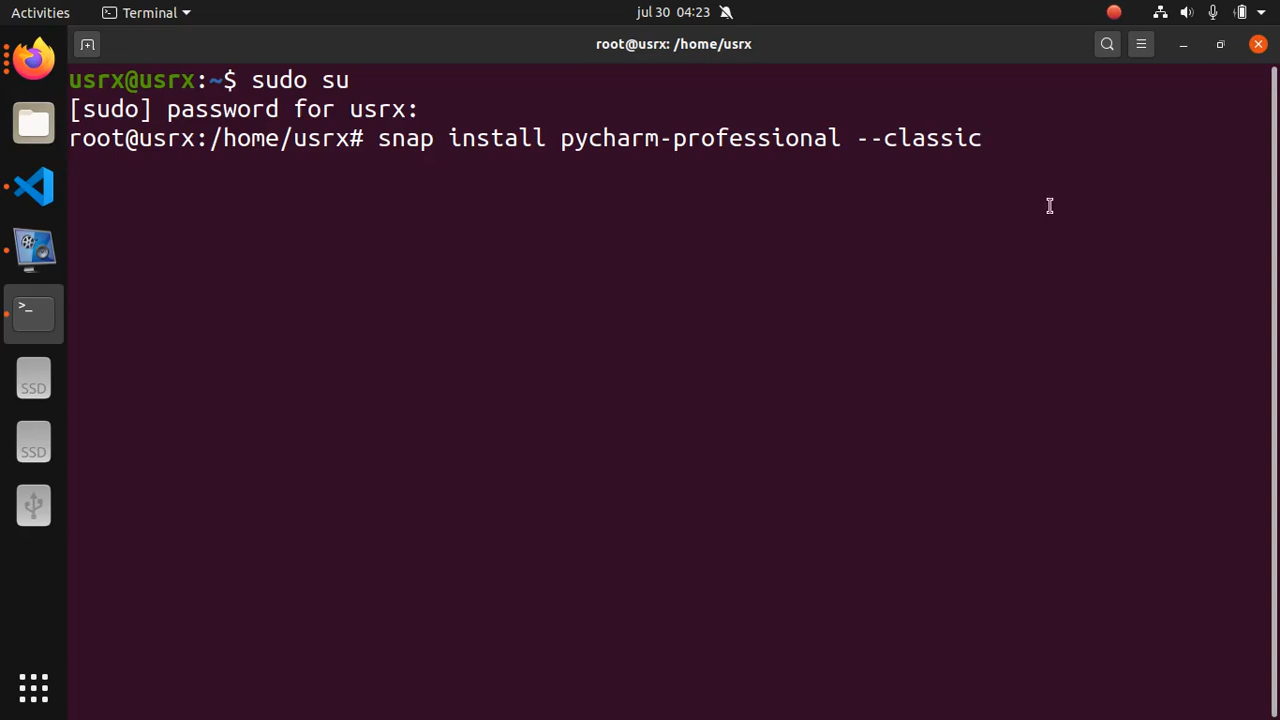 Activities
Terminal
jul 30 04:23
root@usrx: /home/usrx
usrx@usrx:~$ sudo su
[sudo] password for usrx:
root@usrx:/home/usrx# snap install pycharm-professional --classic
>_
SSD
SSD